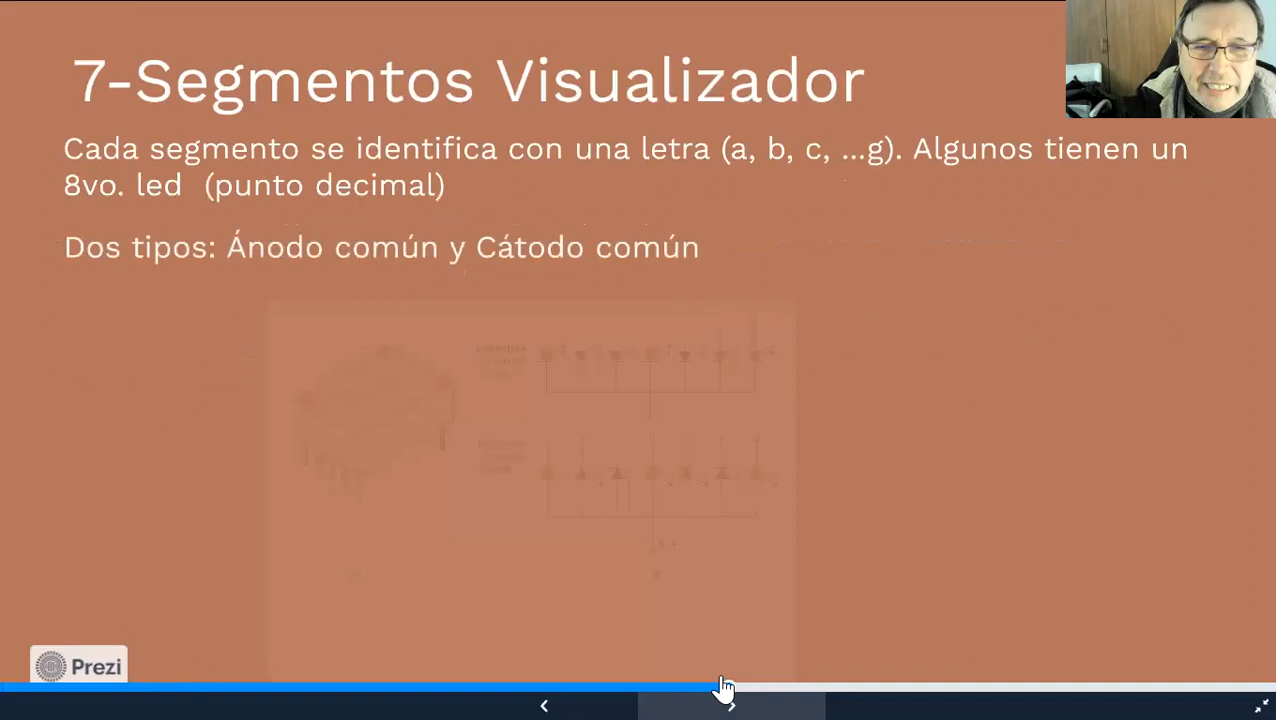 7-Segmentos Visualizador
Cada segmento se identifica con una letra (a, b, c, ...g). Algunos tienen un
8vo. led (punto decimal)
Dos tipos: Ánodo común y Cátodo común
Prezi